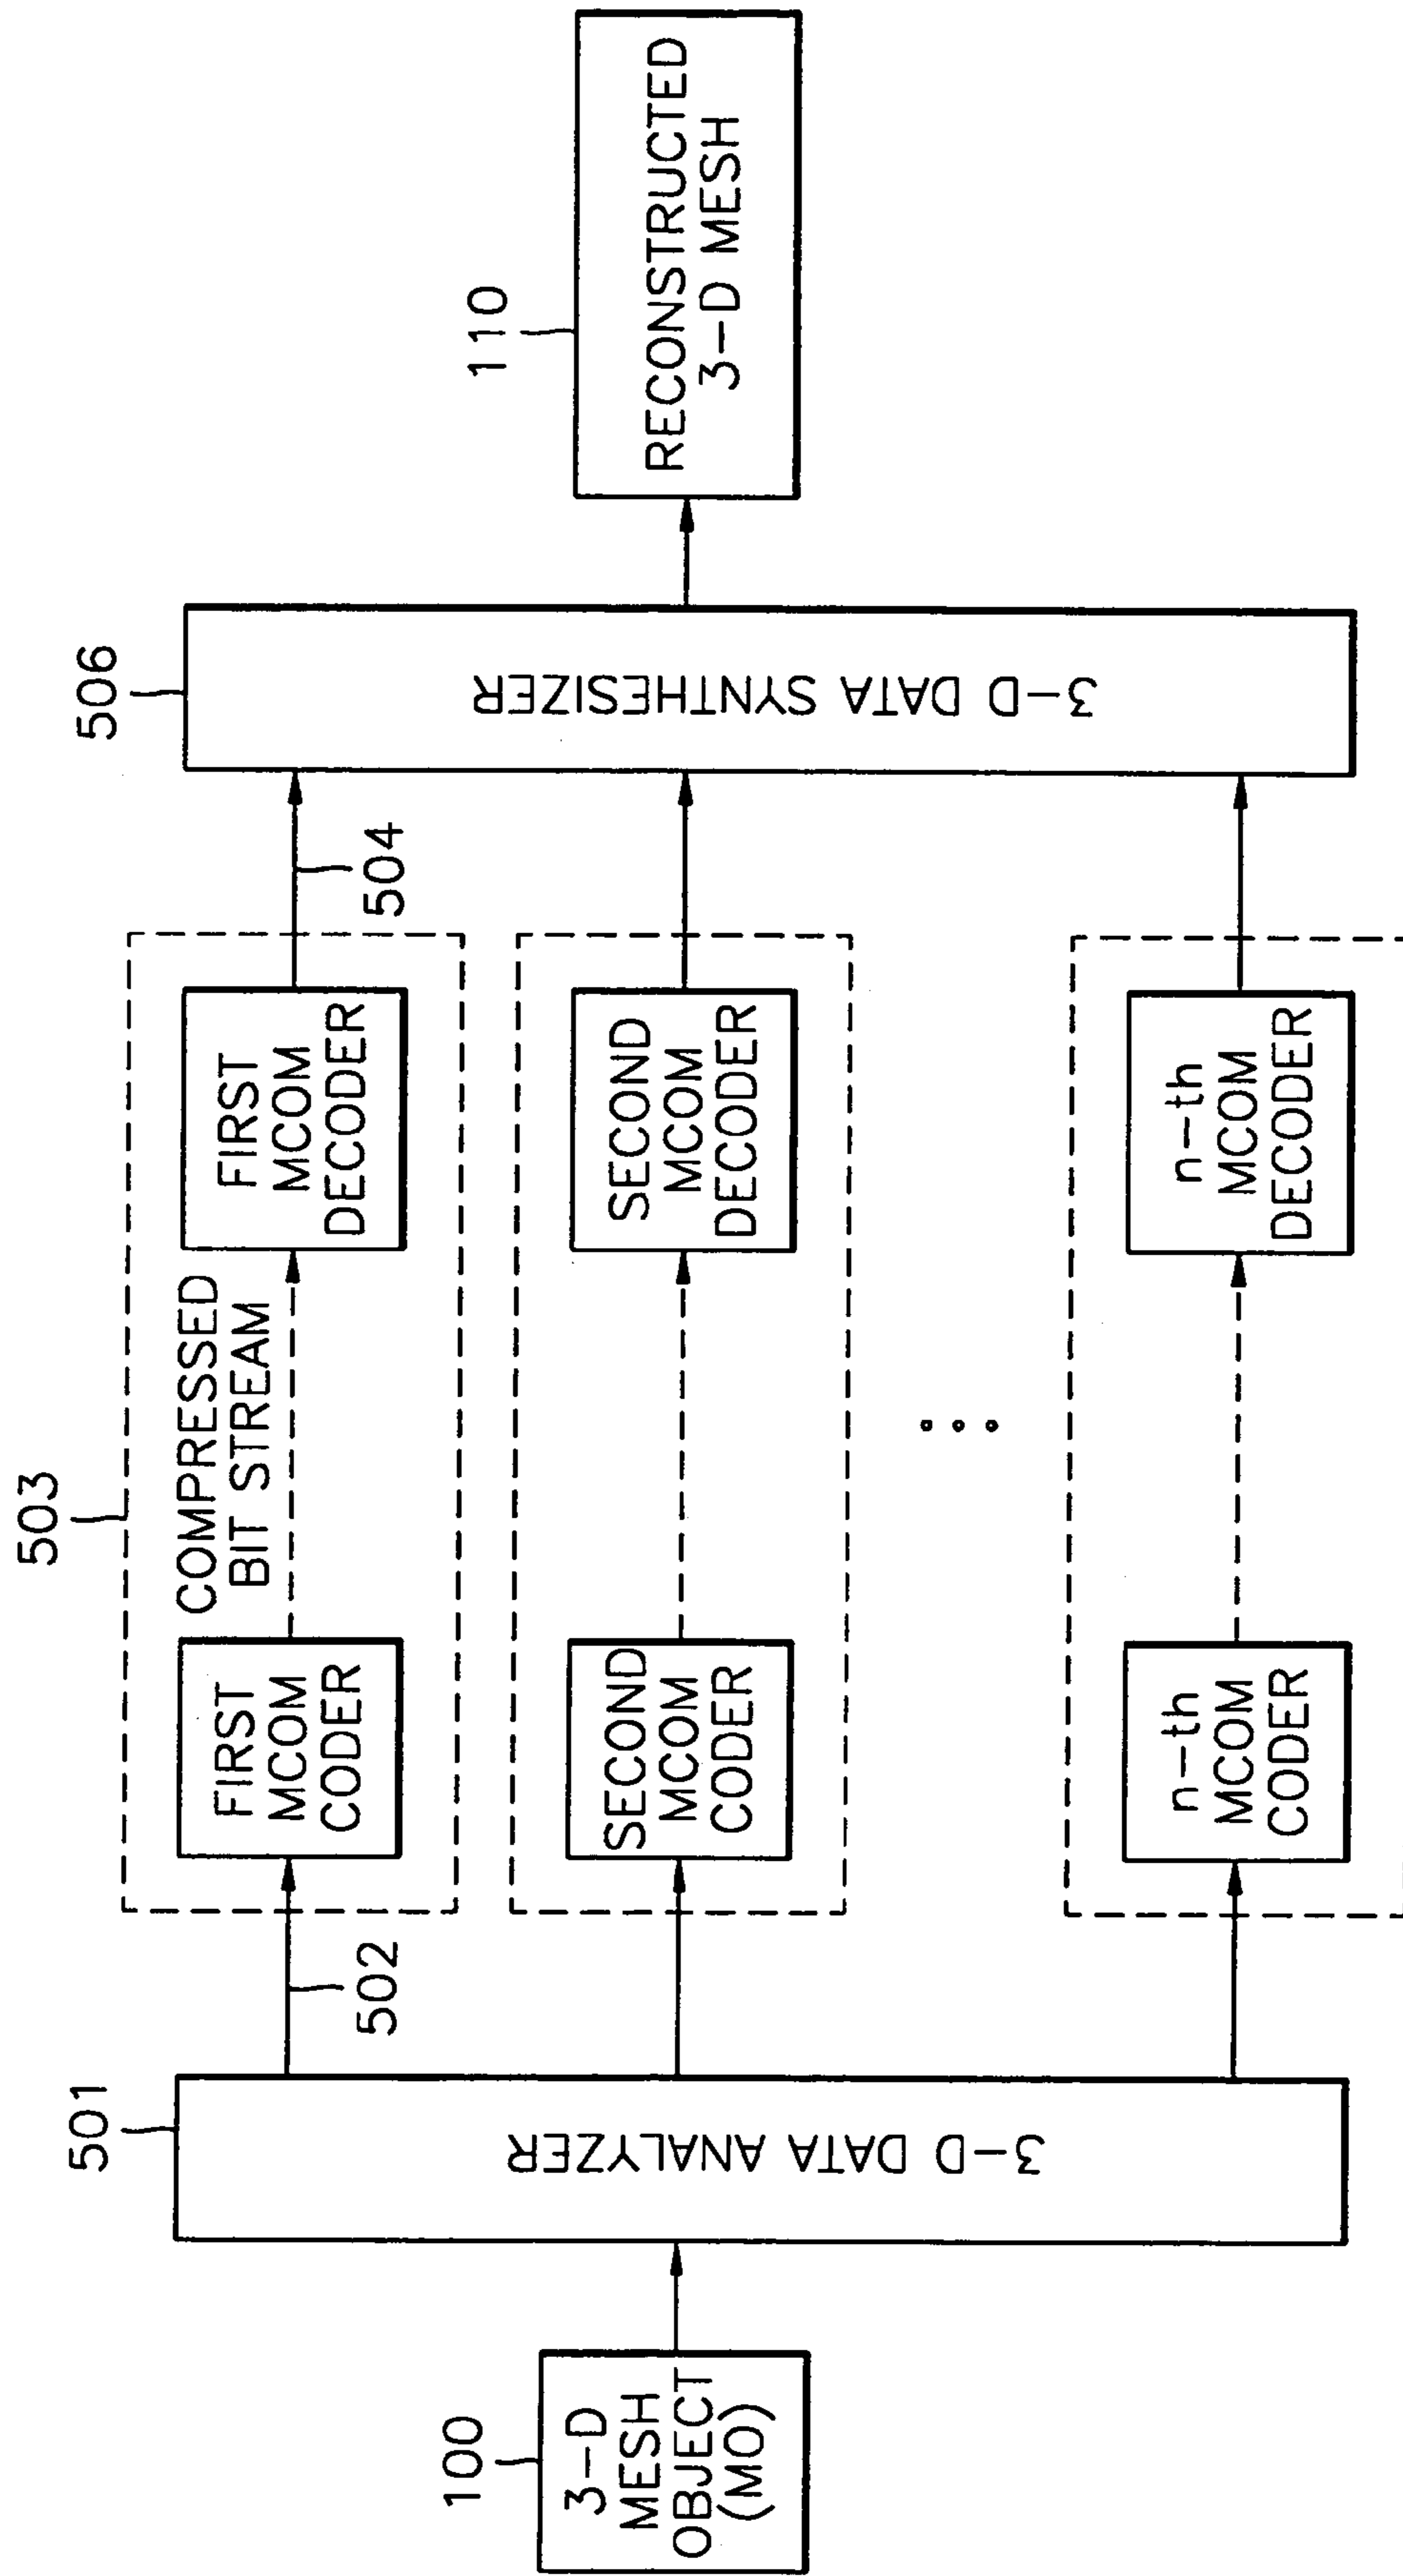 100
3-D
MESH
OBJECT
(MO)
501
3-D DATA ANALYZER
502
503
FIRST
MCOM
CODER
COMPRESSED
BIT STREAM
FIRST
MCOM
DECODER
504
SECOND
MCOM
CODER
SECOND
MCOM
DECODER
n-th
MCOM
CODER
n-th
MCOM
DECODER
506
3-D DATA SYNTHESIZER
110
RECONSTRUCTED
3-D MESH